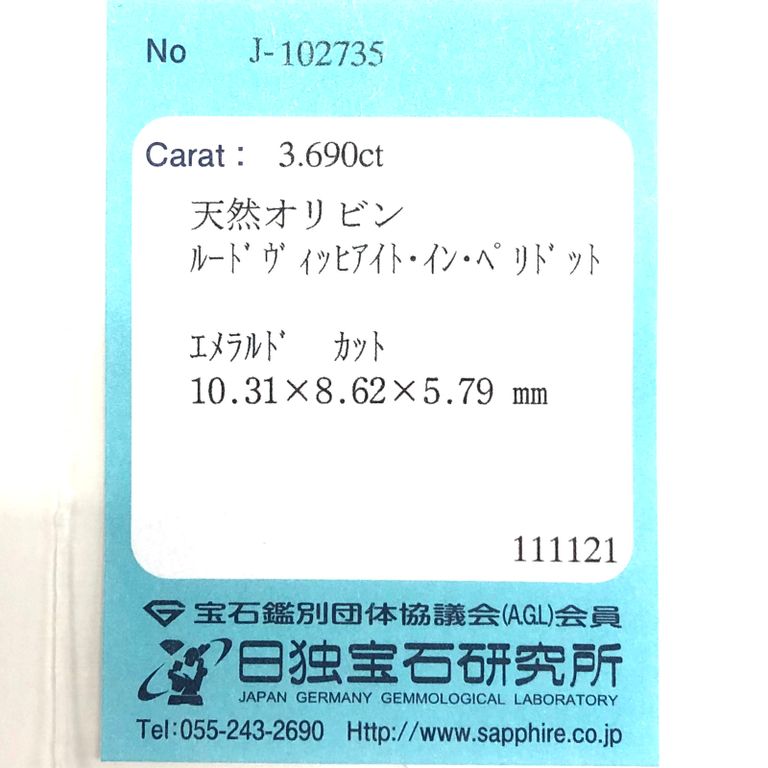 No J-102735
Carat： 3.690ct
天然オリビン
ﾙｰﾄﾞｳﾞｨｯﾋｱｲﾄ・ｲﾝ・ﾍﾟﾘﾄﾞｯﾄ
ｴﾒﾗﾙﾄﾞ ｶｯﾄ
10.31×8.62×5.79 mm
111121
宝石鑑別団体協議会(A.G.L)会員
日独宝石研究所
JAPAN GERMANY GEMMOLOGICAL LABORATORY
Tel:055-243-2690 Http://www.sapphire.co.jp